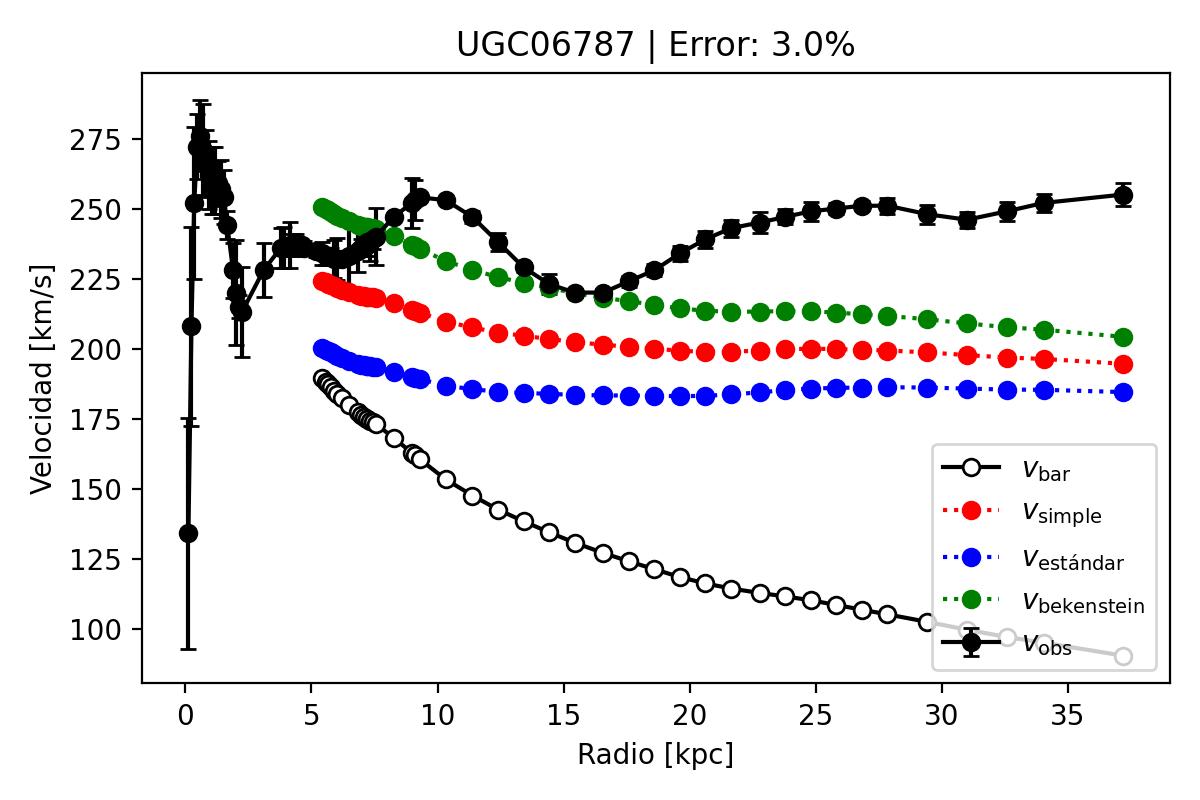 UGC06787 | Error: 3.0%
Velocidad [km/s]
275
250
225
200
175
150
125
100
v_bar
v_simple
v_estándar
v_bekenstein
v_obs
0 5 10 15 20 25 30 35
Radio [kpc]